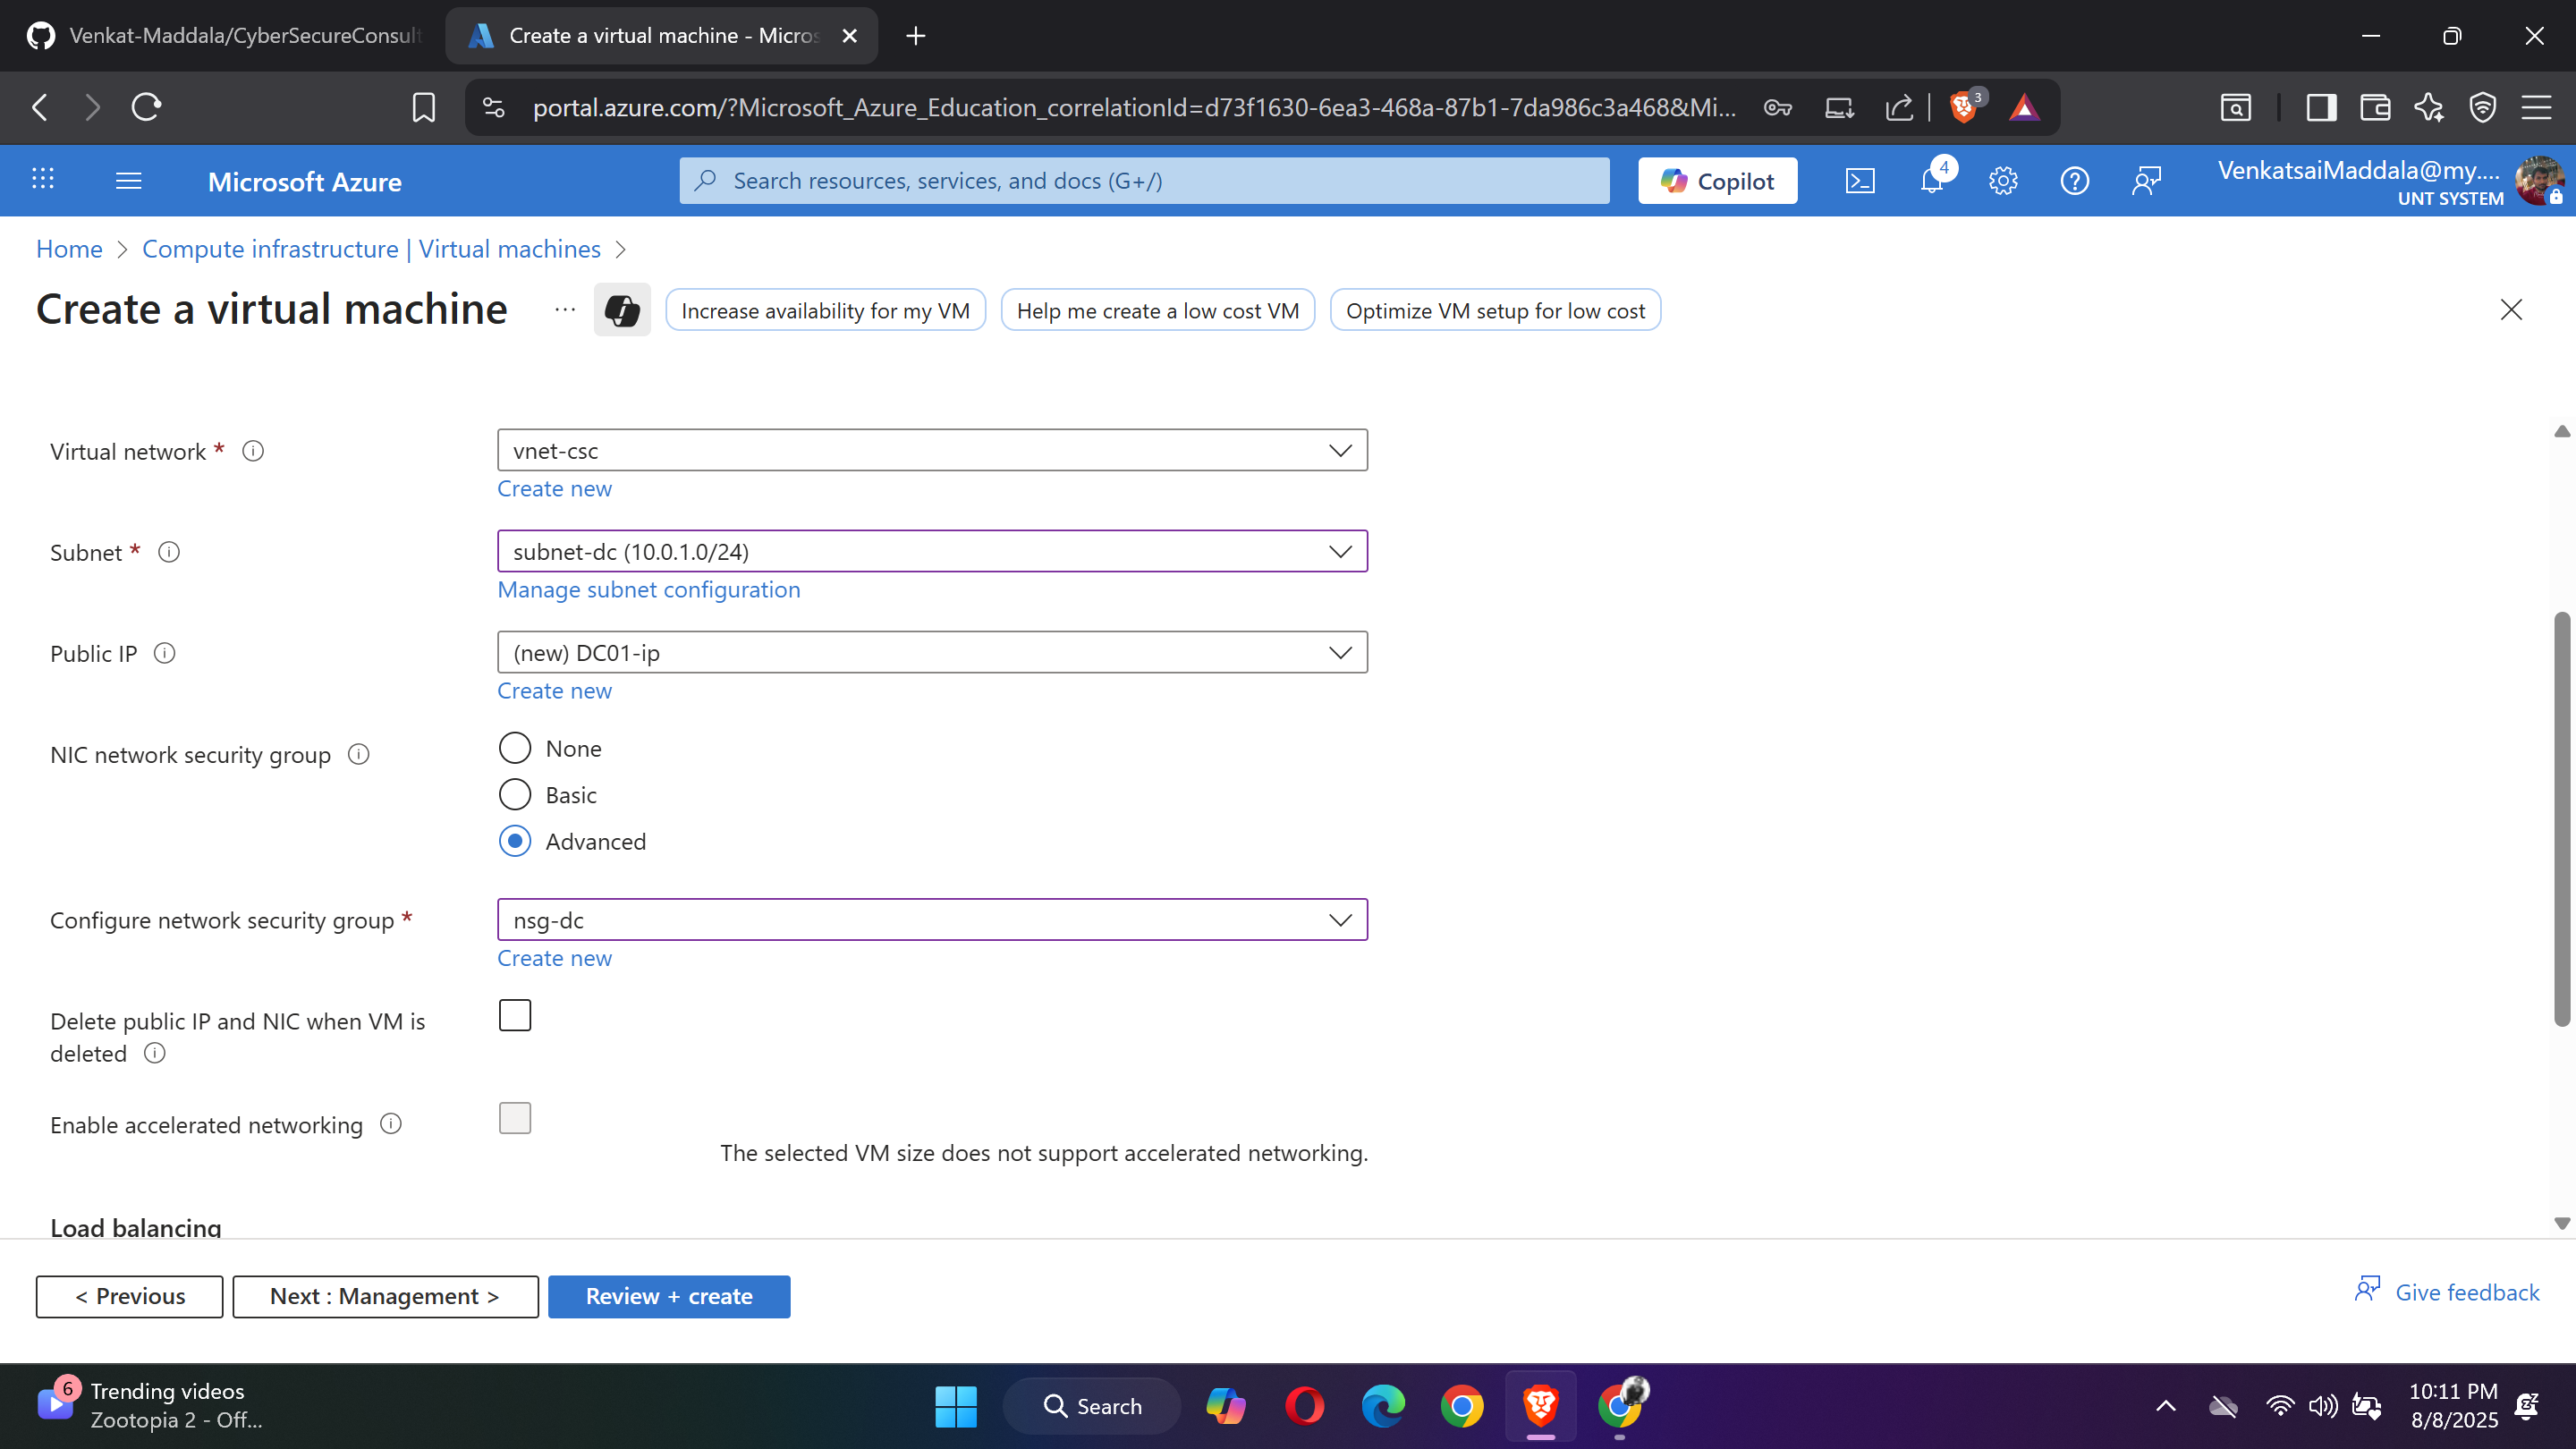 Venkat-Maddala/CyberSecureConsult
Create a virtual machine - Micros
portal.azure.com/?Microsoft_Azure_Education_correlationId=d73f1630-6ea3-468a-87b1-7da986c3a468&Mi...
3
Microsoft Azure
Search resources, services, and docs (G+/)
Copilot
4
VenkatsaiMaddala@my....
UNT SYSTEM
Home > Compute infrastructure | Virtual machines >
Create a virtual machine
...
Increase availability for my VM
Help me create a low cost VM
Optimize VM setup for low cost
Virtual network *
vnet-csc
Create new
Subnet *
subnet-dc (10.0.1.0/24)
Manage subnet configuration
Public IP
(new) DC01-ip
Create new
NIC network security group
None
Basic
Advanced
Configure network security group *
nsg-dc
Create new
Delete public IP and NIC when VM is
deleted
Enable accelerated networking
The selected VM size does not support accelerated networking.
Load balancing
< Previous
Next : Management >
Review + create
Give feedback
6
Trending videos
Zootopia 2 - Off...
Search
10:11 PM
8/8/2025